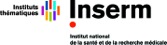 Instituts
thématiques
Inserm
Institut national
de la santé et de la recherche médicale